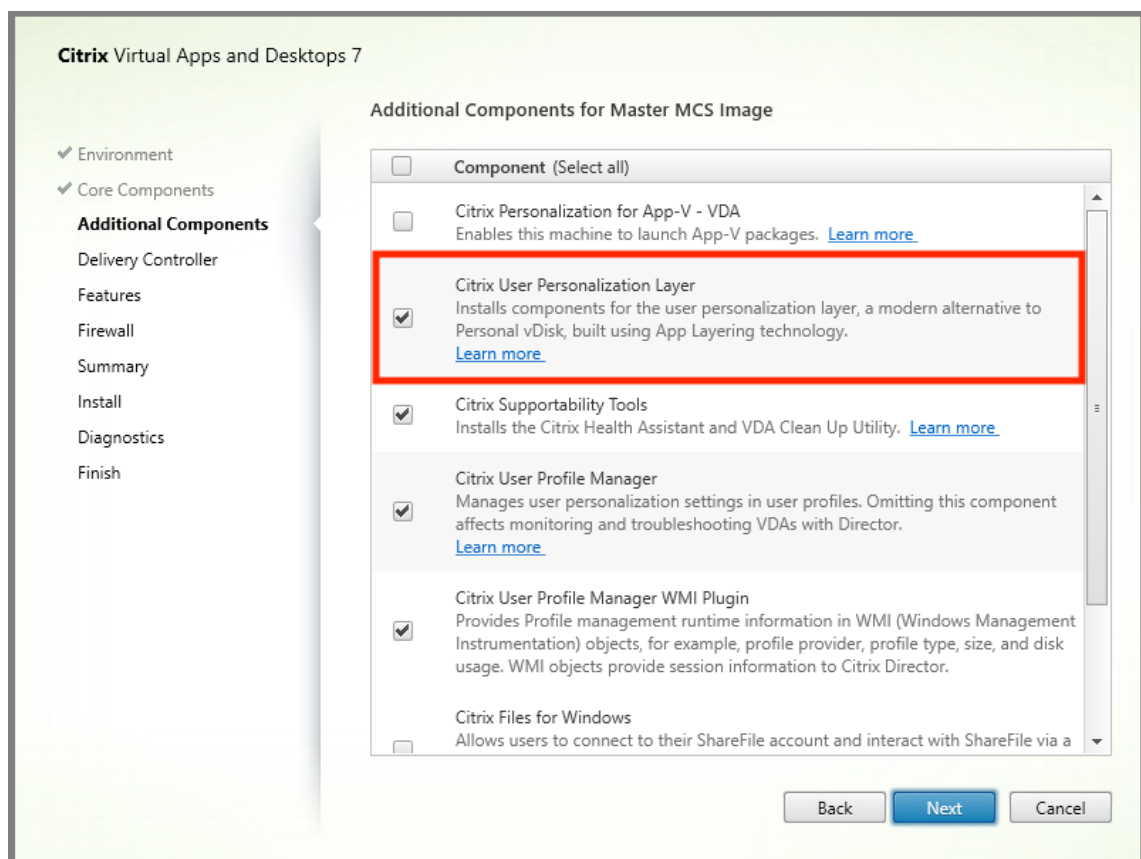 Citrix Virtual Apps and Desktops 7
Environment
Core Components
Additional Components
Delivery Controller
Features
Firewall
Summary
Install
Diagnostics
Finish
Additional Components for Master MCS Image
Component (Select all)
Citrix Personalization for App-V - VDA
Enables this machine to launch App-V packages. Learn more
Citrix User Personalization Layer
Installs components for the user personalization layer, a modern alternative to
Personal vDisk, built using App Layering technology.
Learn more
Citrix Supportability Tools
Installs the Citrix Health Assistant and VDA Clean Up Utility. Learn more
Citrix User Profile Manager
Manages user personalization settings in user profiles. Omitting this component
affects monitoring and troubleshooting VDAs with Director.
Learn more
Citrix User Profile Manager WMI Plugin
Provides Profile management runtime information in WMI (Windows Management
Instrumentation) objects, for example, profile provider, profile type, size, and disk
usage. WMI objects provide session information to Citrix Director.
Citrix Files for Windows
Allows users to connect to their ShareFile account and interact with ShareFile via a
Back Next Cancel